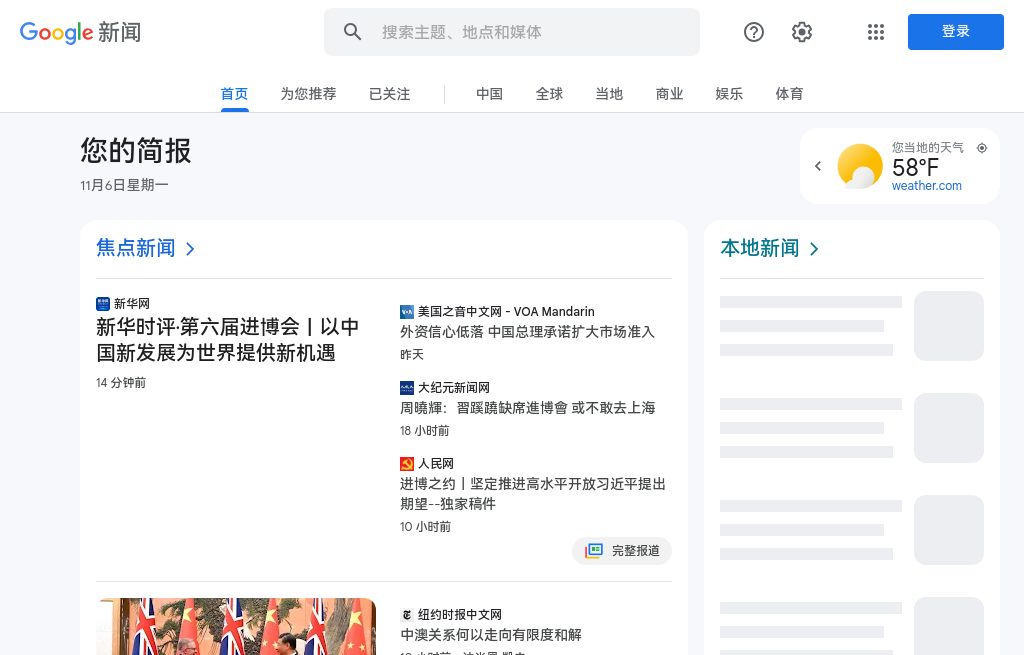 Google 新闻
搜索主题、地点和媒体
登录
首页
为您推荐
已关注
中国
全球
当地
商业
娱乐
体育
您的简报
11月6日星期一
您当地的天气
58°F
weather.com
焦点新闻
新华网
新华时评·第六届进博会丨以中
国新发展为世界提供新机遇
14 分钟前
美国之音中文网 - VOA Mandarin
外资信心低落 中国总理承诺扩大市场准入
昨天
大纪元新闻网
周曉輝：習蹊蹺缺席進博會 或不敢去上海
18 小时前
人民网
进博之约丨坚定推进高水平开放习近平提出
期望--独家稿件
10 小时前
完整报道
纽约时报中文网
中澳关系何以走向有限度和解
本地新闻